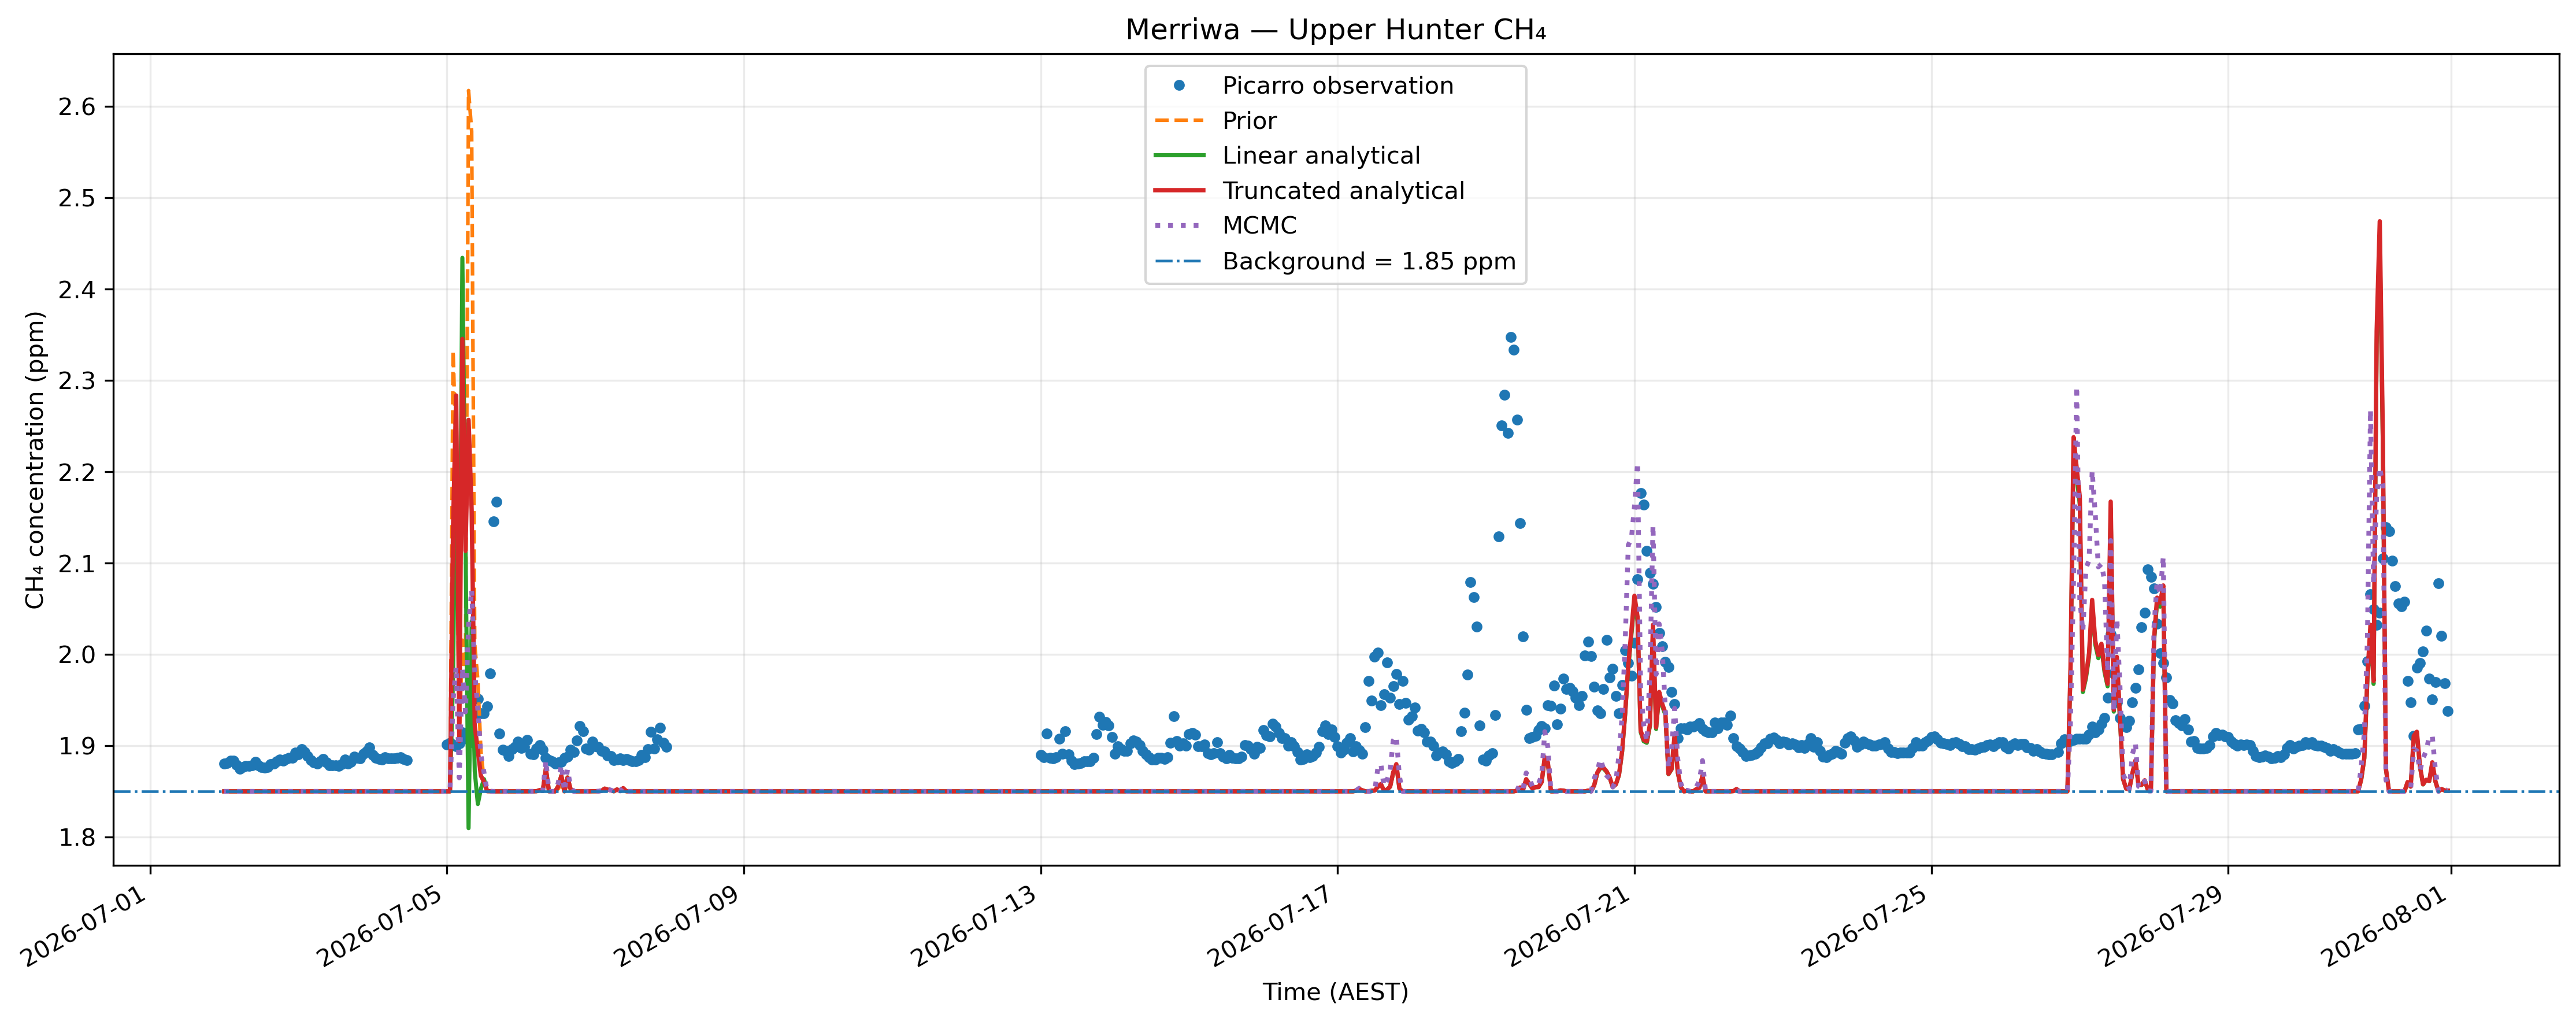 Merriwa — Upper Hunter CH₄
Picarro observation
Prior
Linear analytical
Truncated analytical
MCMC
Background = 1.85 ppm
CH₄ concentration (ppm)
2.6
2.5
2.4
2.3
2.2
2.1
2.0
1.9
1.8
2026-07-01
2026-07-05
2026-07-09
2026-07-13
2026-07-17
2026-07-21
2026-07-25
2026-07-29
2026-08-01
Time (AEST)